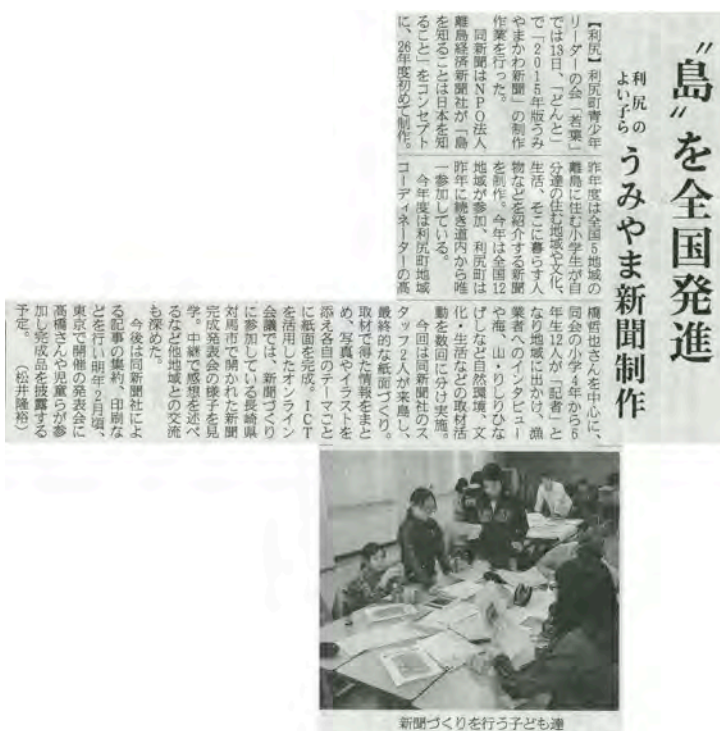 〃島〃を全国発進
利尻の
よい子ら
うみやま新聞制作
【利尻】利尻町青少年
リーダーの会「若葉」
では13日、「どんと」
で「2015年版うみ
やまかわ新聞」の制作
作業を行った。
同新聞はNPO法人
離島経済新聞社が「島
を知ることは日本を知
ること」をコンセプト
に、26年度初めて制作。
昨年度は全国5地域の
離島に住む小学生が自
分達の住む地域や文化、
生活、そこに暮らす人
物などを紹介する新聞
を制作。今年は全国12
地域が参加、利尻町は
昨年に続き道内から唯
一参加している。
今年度は利尻町地域
コーディネーターの髙
橋哲也さんを中心に、
同会の小学4年から6
年生12人が「記者」と
なり地域に出かけ、漁
業者へのインタビュー
や海、山・りしりひな
げしなど自然環境、文
化・生活などの取材活
動を数回に分け実施。
今回は同新聞社のス
タッフ2人が来島し、
最終的な紙面づくり。
取材で得た情報をまと
め、写真やイラストを
添え各自のテーマごと
に紙面を完成。ICT
を活用したオンライン
会議では、新聞づくり
に参加している長崎県
対馬市で開かれた新聞
完成発表会の様子を見
学。中継で感想を述べ
るなど他地域との交流
も深めた。
今後は同新聞社によ
る記事の集約、印刷な
どを行い明年2月頃、
東京で開催の発表会に
髙橋さんや児童らが参
加し完成品を披露する
予定。（松井隆裕）
新聞づくりを行う子ども達